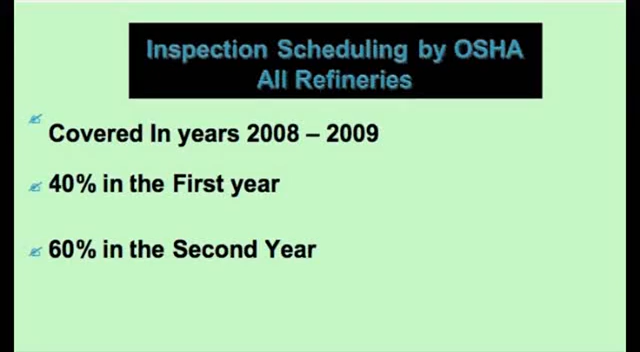 Inspection Scheduling by OSHA
All Refineries
Covered In years 2008 – 2009
40% in the First year
60% in the Second Year